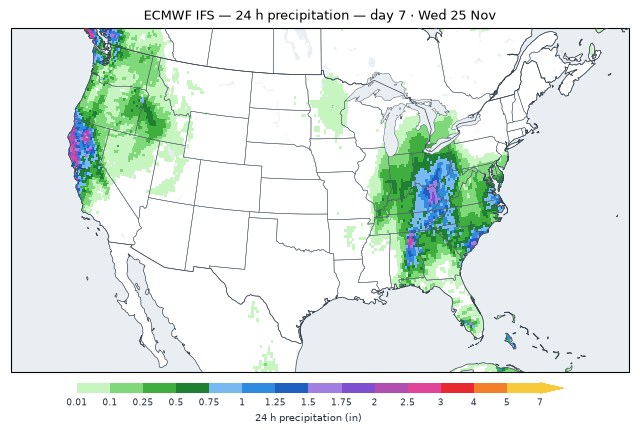 ECMWF IFS — 24 h precipitation — day 7 · Wed 25 Nov
0.01 0.1 0.25 0.5 0.75 1 1.25 1.5 1.75 2 2.5 3 4 5 7
24 h precipitation (in)